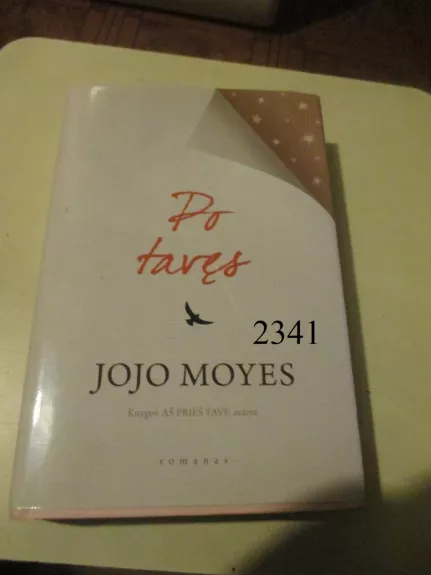 Po
tavęs
2341
JOJO MOYES
Knygos AŠ PRIEŠ TAVE autorė
romanas